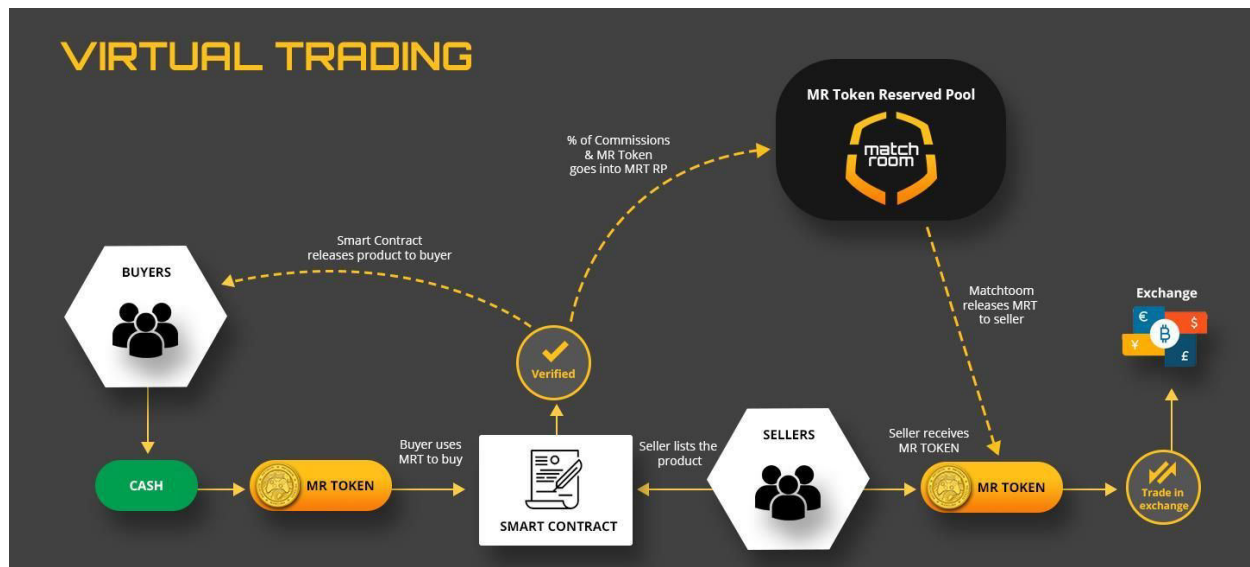 VIRTUAL TRADING
MR Token Reserved Pool
match
room
% of Commissions
& MR Token
goes into MRT RP
Smart Contract
releases product to buyer
BUYERS
Matchtoom
releases MRT
to seller
Exchange
€
$
₿
¥
£
Verified
Buyer uses
MRT to buy
Seller lists the
product
SELLERS
Seller receives
MR TOKEN
CASH
MR TOKEN
SMART CONTRACT
MR TOKEN
Trade in
exchange